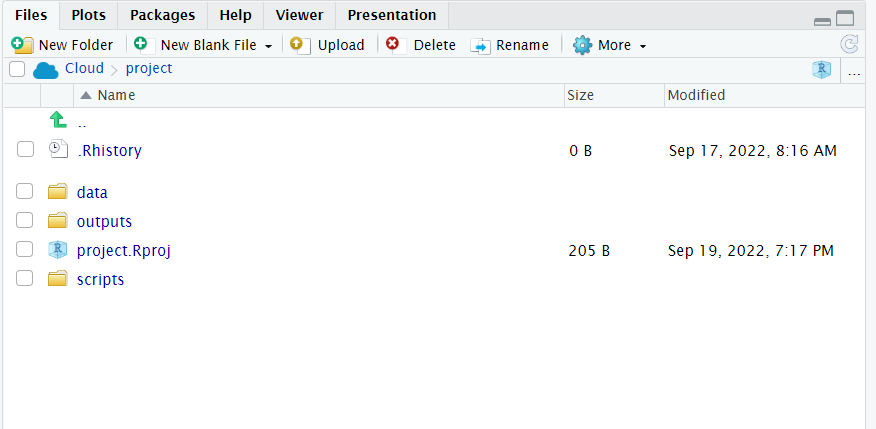 Files Plots Packages Help Viewer Presentation
New Folder New Blank File Upload Delete Rename More
Cloud project R ...
Name Size Modified
..
.Rhistory 0 B Sep 17, 2022, 8:16 AM
data
outputs
R project.Rproj 205 B Sep 19, 2022, 7:17 PM
scripts